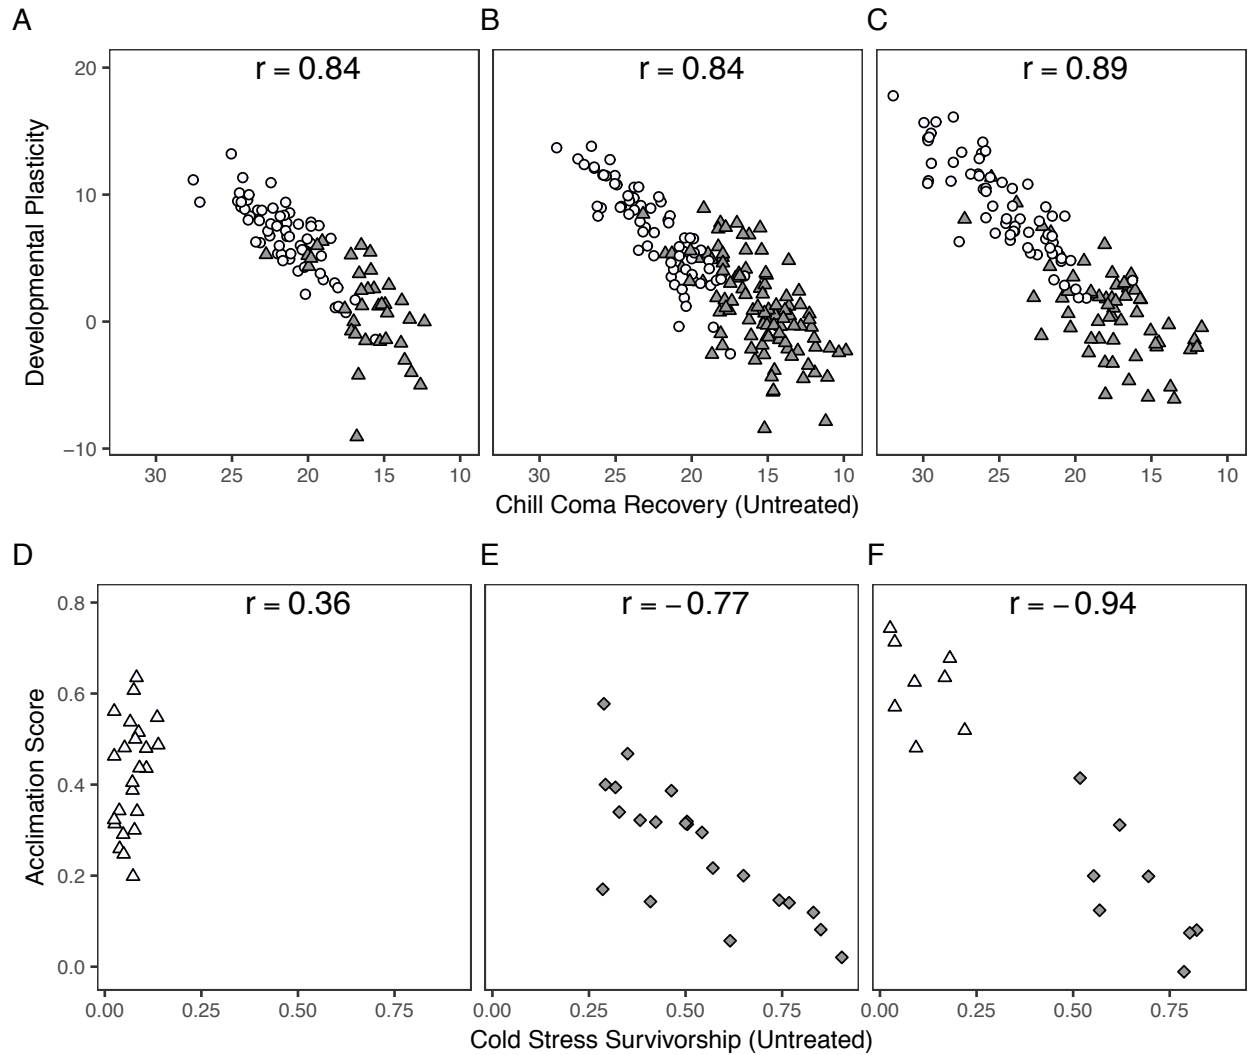 A B C
r = 0.84 r = 0.84 r = 0.89
20
10
0
−10
Developmental Plasticity
30 25 20 15 10 30 25 20 15 10 30 25 20 15 10
Chill Coma Recovery (Untreated)
D E F
r = 0.36 r = −0.77 r = −0.94
0.8
0.6
0.4
0.2
0.0
Acclimation Score
0.00 0.25 0.50 0.75 0.00 0.25 0.50 0.75 0.00 0.25 0.50 0.75
Cold Stress Survivorship (Untreated)